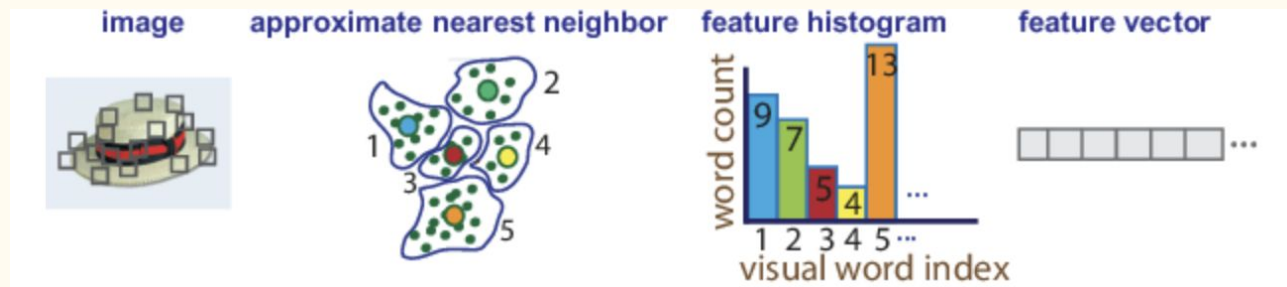 image
approximate nearest neighbor
feature histogram
feature vector
1
2
3
4
5
word count
9
7
5
4
13
...
1 2 3 4 5 ...
visual word index
...